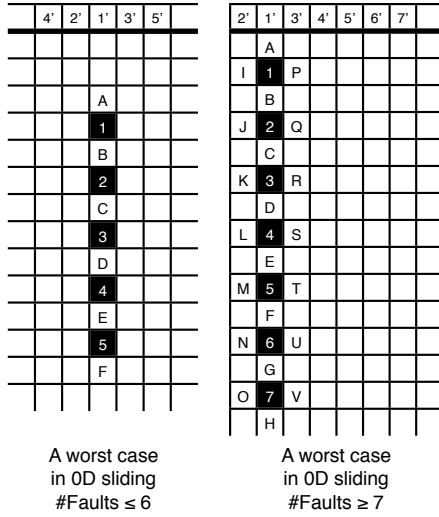 4' 2' 1' 3' 5'
A
1
B
2
C
3
D
4
E
5
F
A worst case
in 0D sliding
#Faults ≤ 6
2' 1' 3' 4' 5' 6' 7'
A
I 1 P
B
J 2 Q
C
K 3 R
D
L 4 S
E
M 5 T
F
N 6 U
G
O 7 V
H
A worst case
in 0D sliding
#Faults ≥ 7